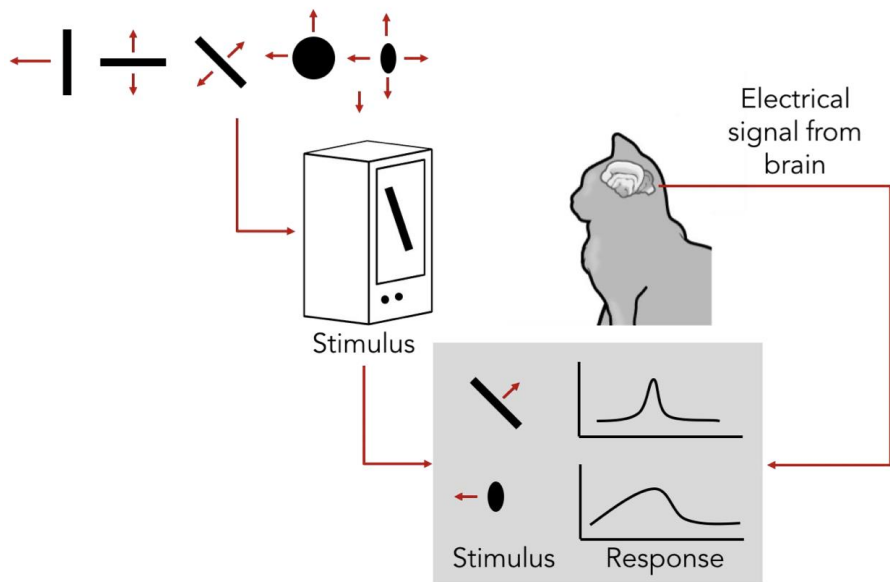 Electrical
signal from
brain
Stimulus
Stimulus
Response